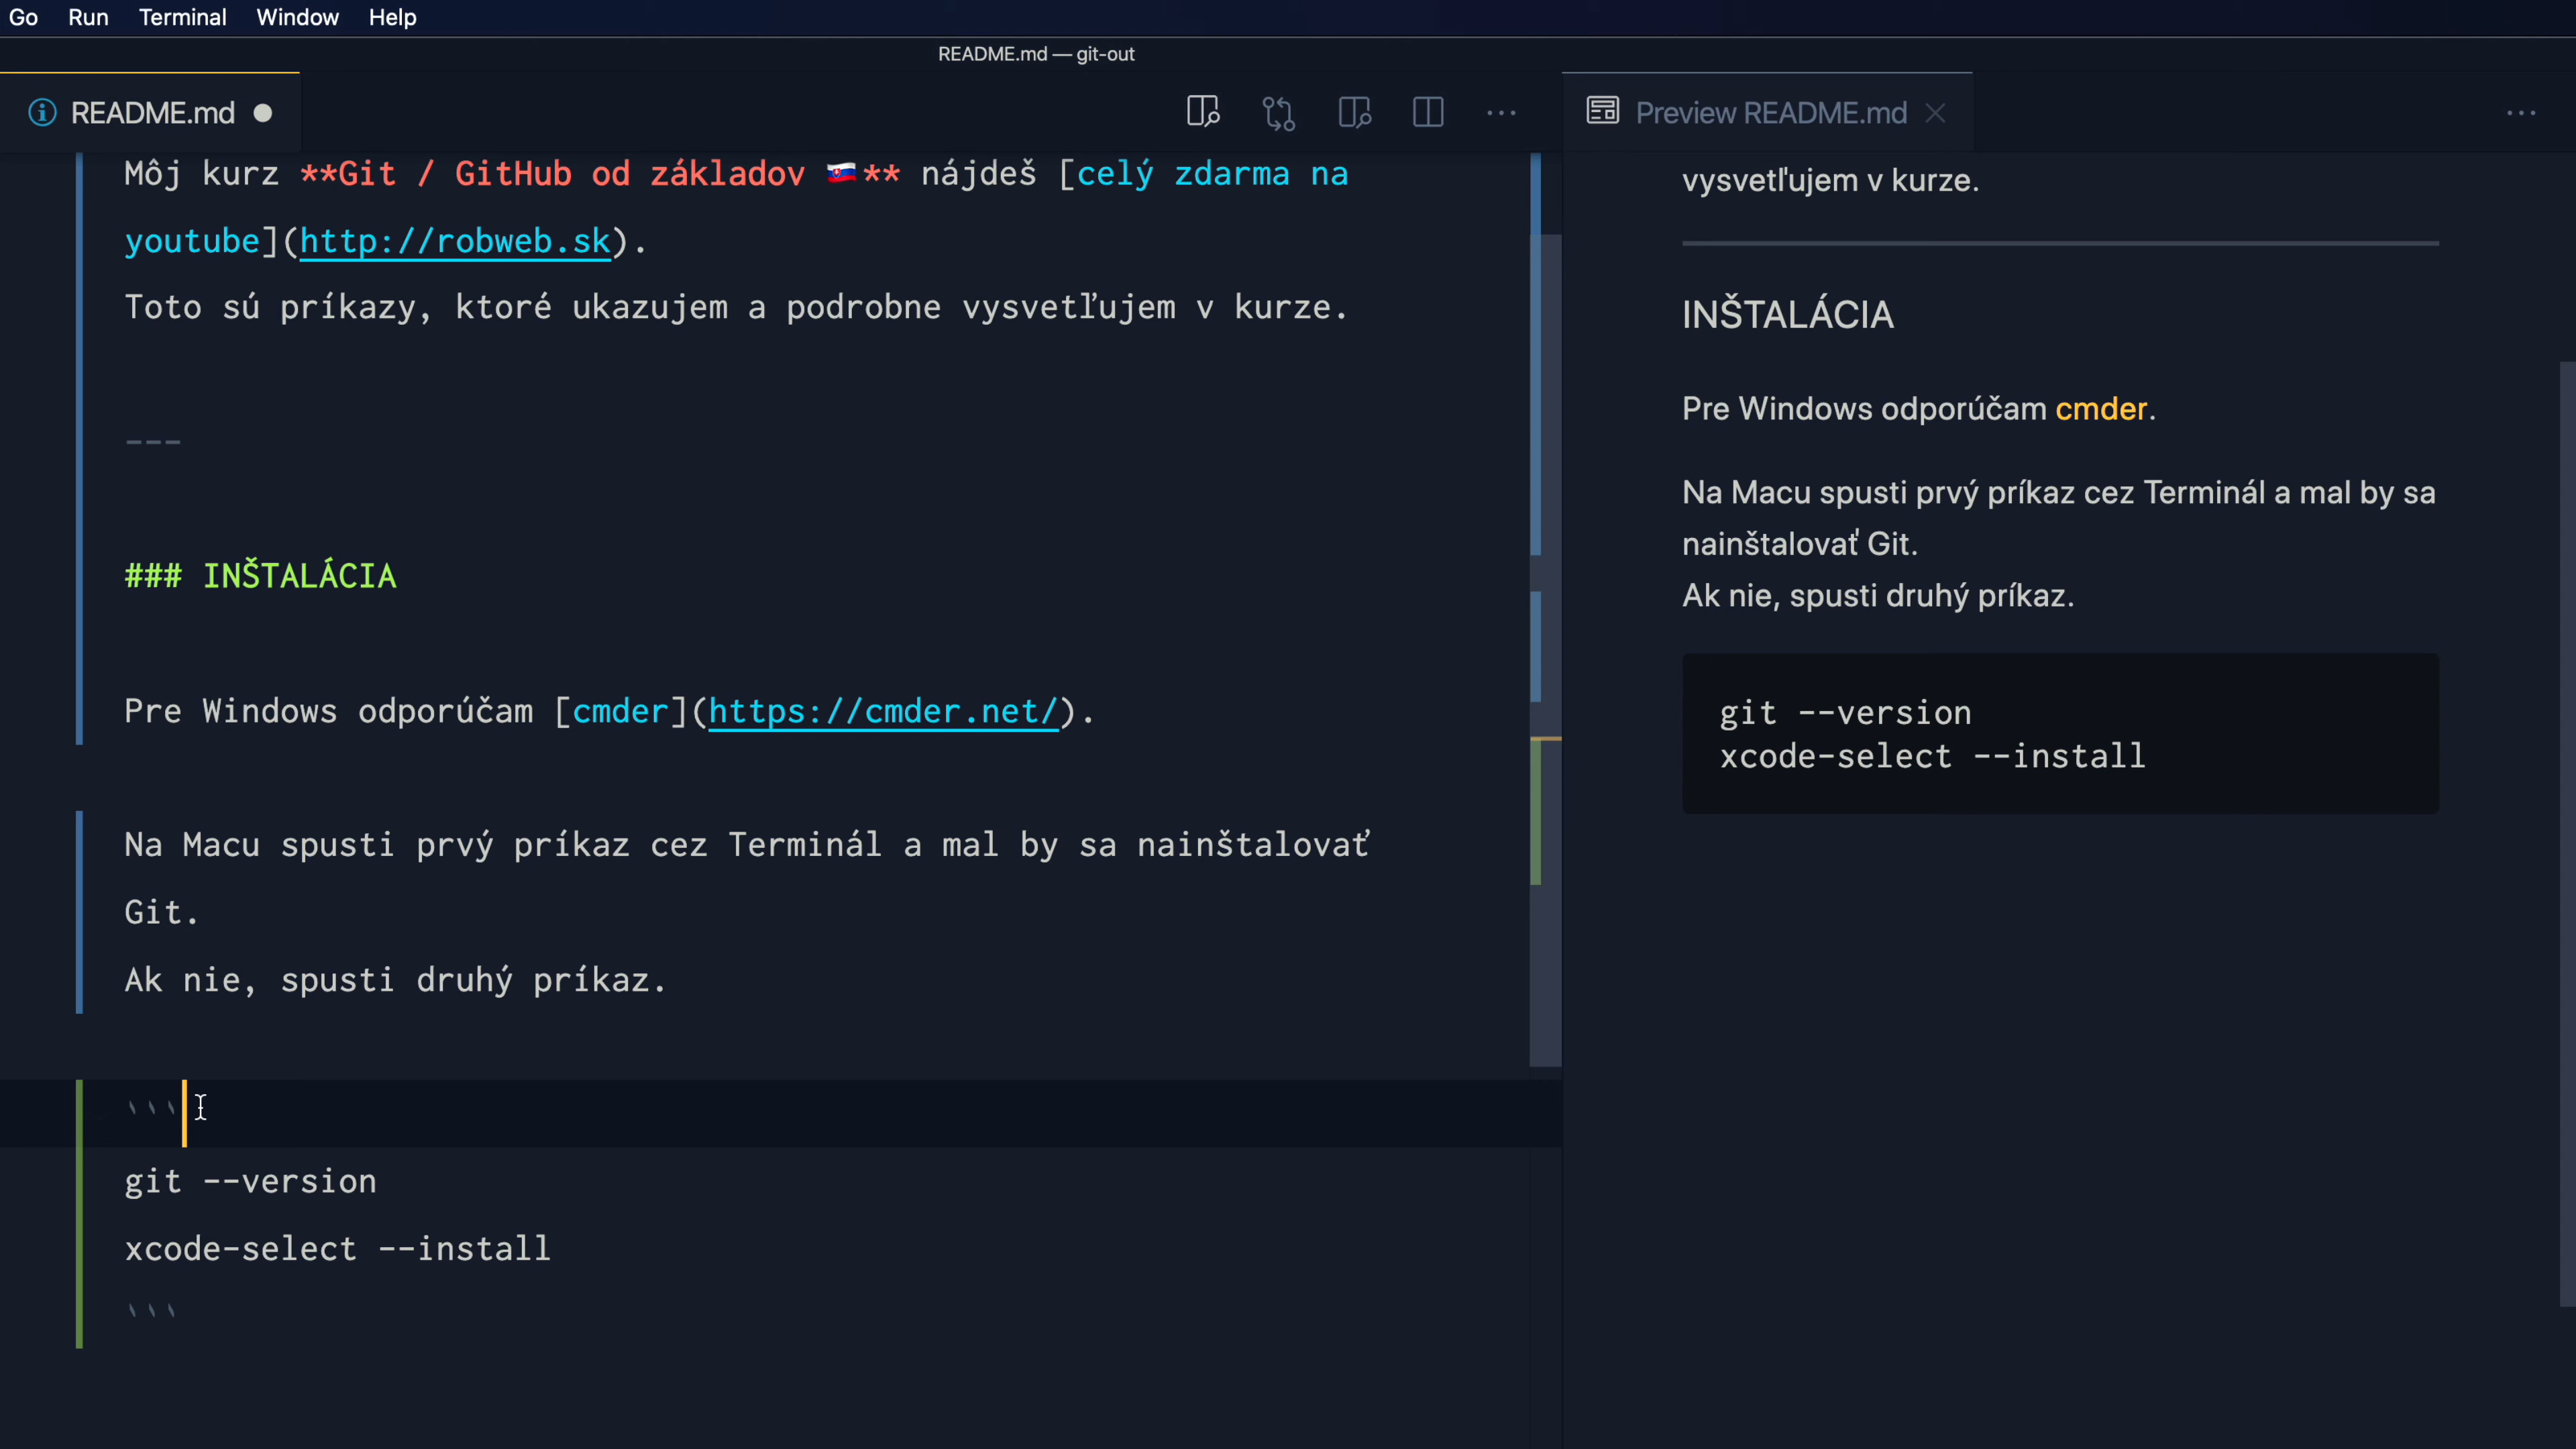 Go Run Terminal Window Help
README.md — git-out
README.md
Môj kurz **Git / GitHub od základov 🇸🇰** nájdeš [celý zdarma na
youtube](http://robweb.sk).
Toto sú príkazy, ktoré ukazujem a podrobne vysvetľujem v kurze.
---
### INŠTALÁCIA
Pre Windows odporúčam [cmder](https://cmder.net/).
Na Macu spusti prvý príkaz cez Terminál a mal by sa nainštalovať
Git.
Ak nie, spusti druhý príkaz.
```
git --version
xcode-select --install
```
Preview README.md
vysvetľujem v kurze.
INŠTALÁCIA
Pre Windows odporúčam cmder.
Na Macu spusti prvý príkaz cez Terminál a mal by sa
nainštalovať Git.
Ak nie, spusti druhý príkaz.
git --version
xcode-select --install